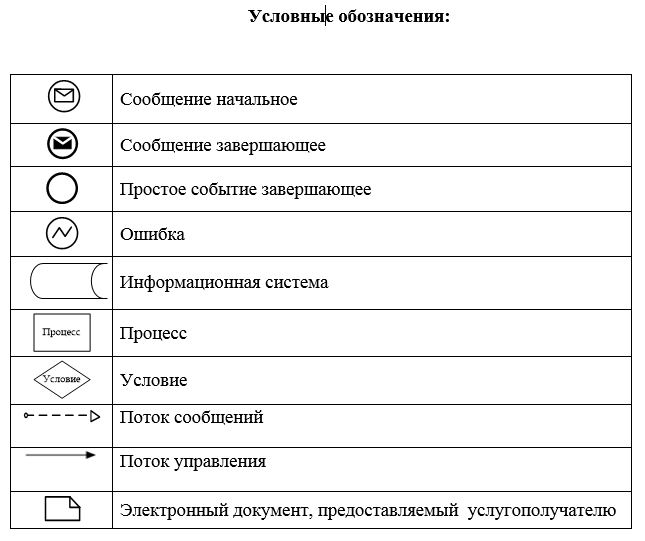 Условные обозначения:
Сообщение начальное
Сообщение завершающее
Простое событие завершающее
Ошибка
Информационная система
Процесс Процесс
Условие Условие
Поток сообщений
Поток управления
Электронный документ, предоставляемый услугополучателю